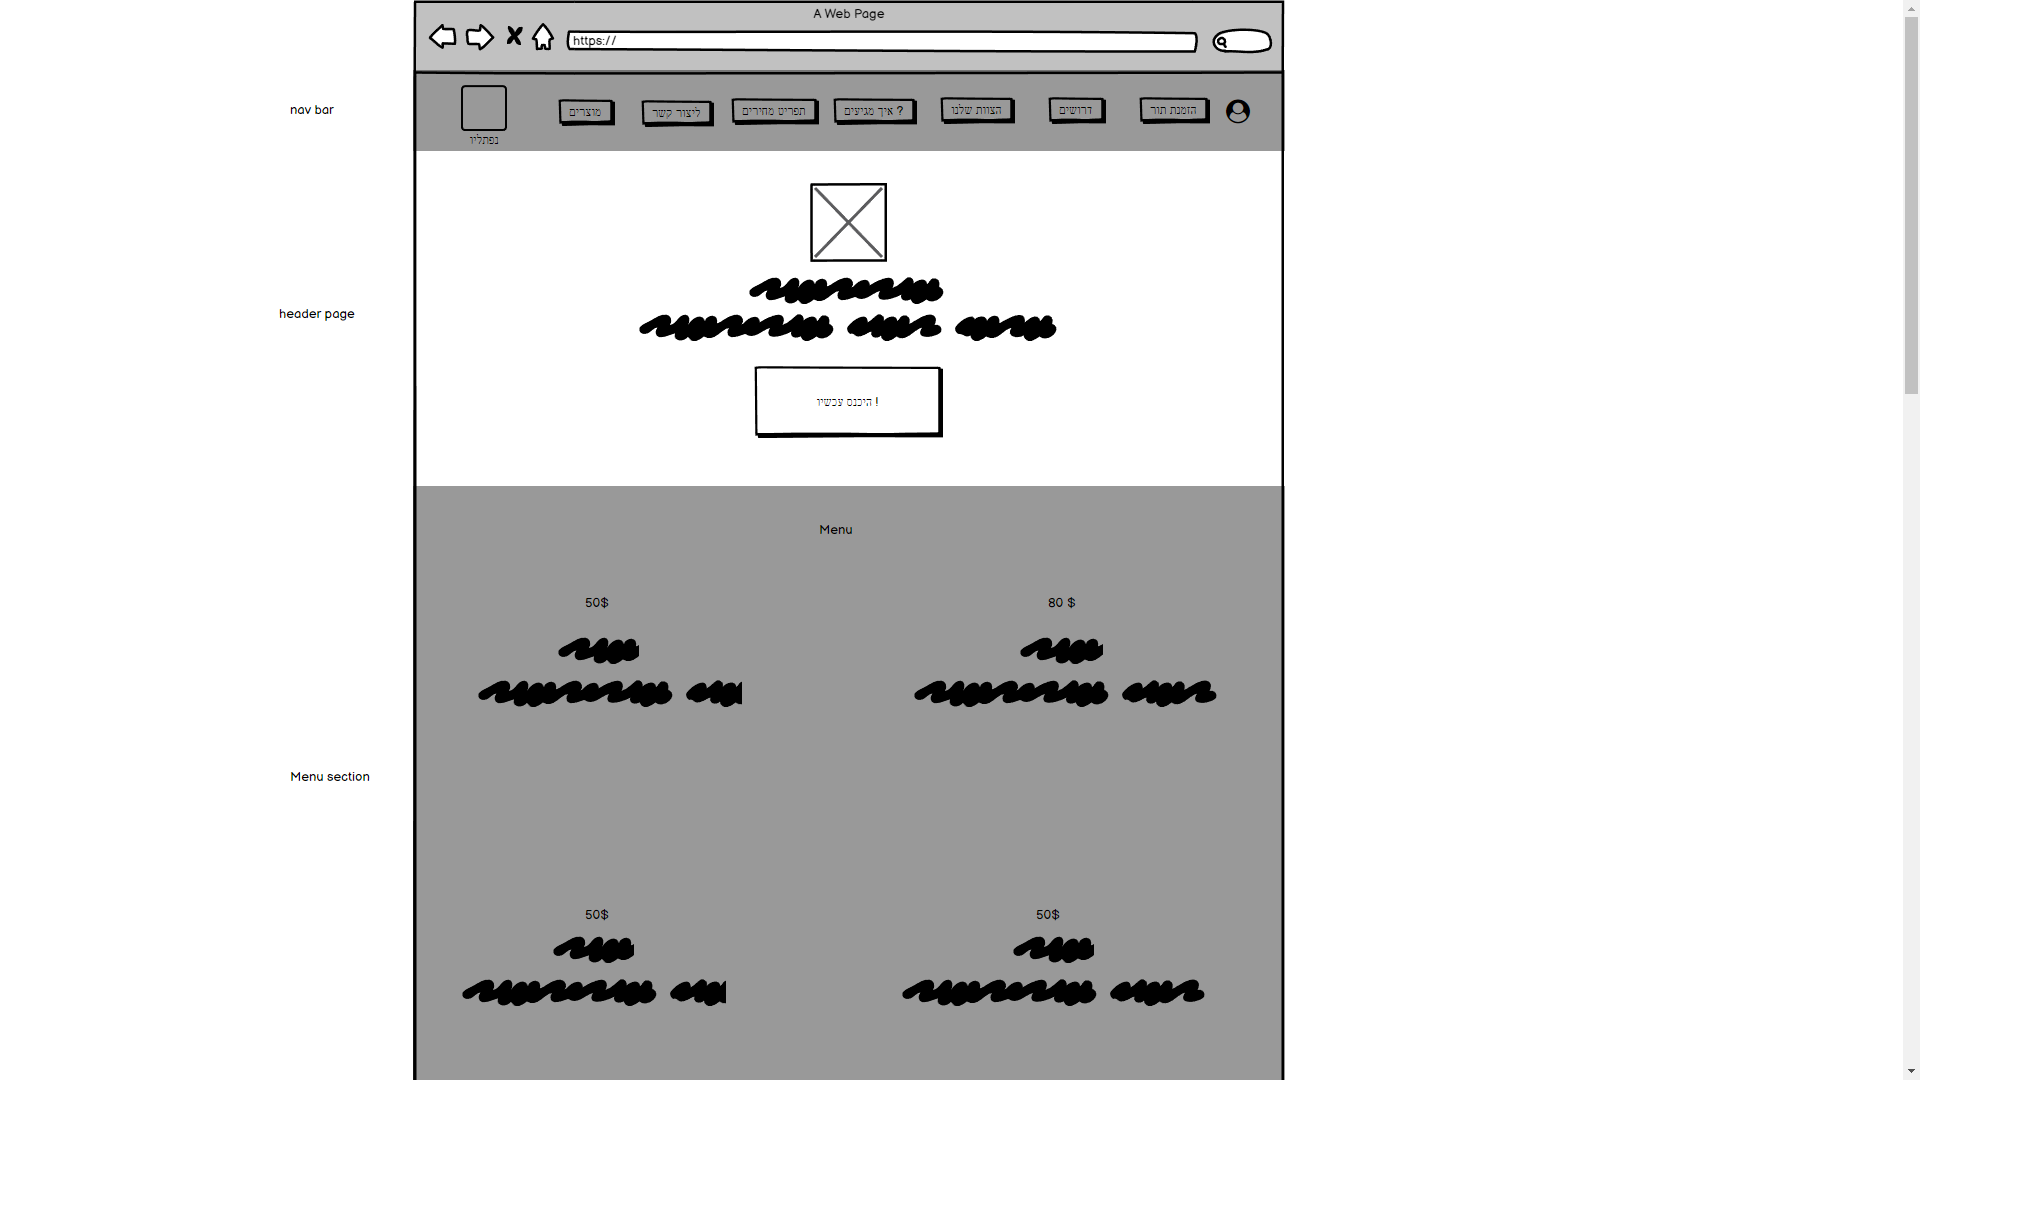 A Web Page
https://
nav bar
מוצרים
ליצור קשר
תפריט מחירים
איך מגיעים ?
הצוות שלנו
דרושים
הזמנת תור
נפתליו
header page
היכנס עכשיו !
Menu
50$
80 $
Menu section
50$
50$